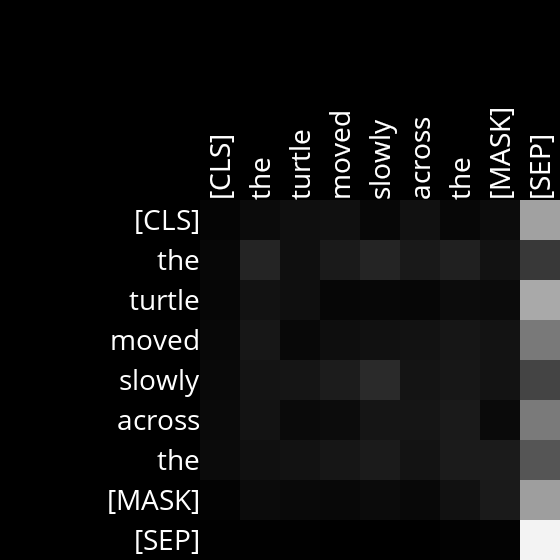 [CLS] the turtle moved slowly across the [MASK] [SEP]
[CLS]
the
turtle
moved
slowly
across
the
[MASK]
[SEP]